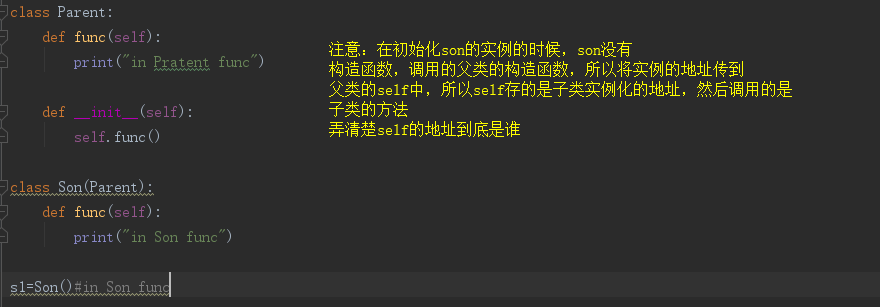 class Parent:
def func(self):
print("in Pratent func")
注意: 在初始化son的实例的时候, son没有
构造函数, 调用的父类的构造函数, 所以将实例的地址传到
父类的self中, 所以self存的是子类实例化的地址, 然后调用的是
子类的方法
弄清楚self的地址到底是谁
def __init__(self):
self.func()
class Son(Parent):
def func(self):
print("in Son func")
s1=Son()#in Son func